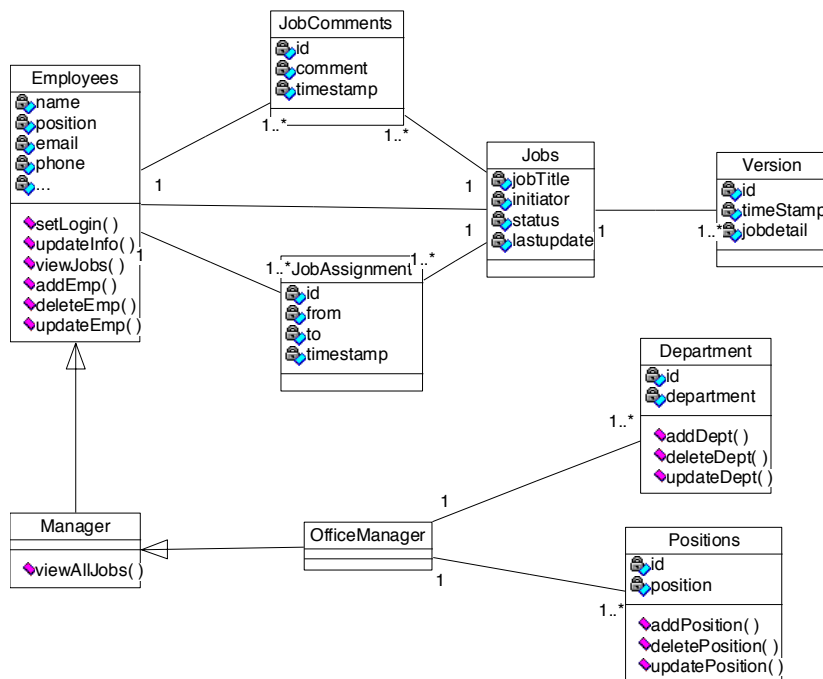 JobComments
id
comment
timestamp
1..*
1..*
Employees
name
position
email
phone
...
setLogin( )
updateInfo( )
viewJobs( )
addEmp( )
deleteEmp( )
updateEmp( )
1
1
Jobs
jobTitle
initiator
status
lastupdate
1
1
1
Version
id
timeStamp
jobdetail
1..*
JobAssignment
id
from
to
timestamp
1..*
1..*
Department
id
department
addDept( )
deleteDept( )
updateDept( )
1..*
Manager
viewAllJobs( )
OfficeManager
1
1
Positions
id
position
addPosition( )
deletePosition( )
updatePosition( )
1..*